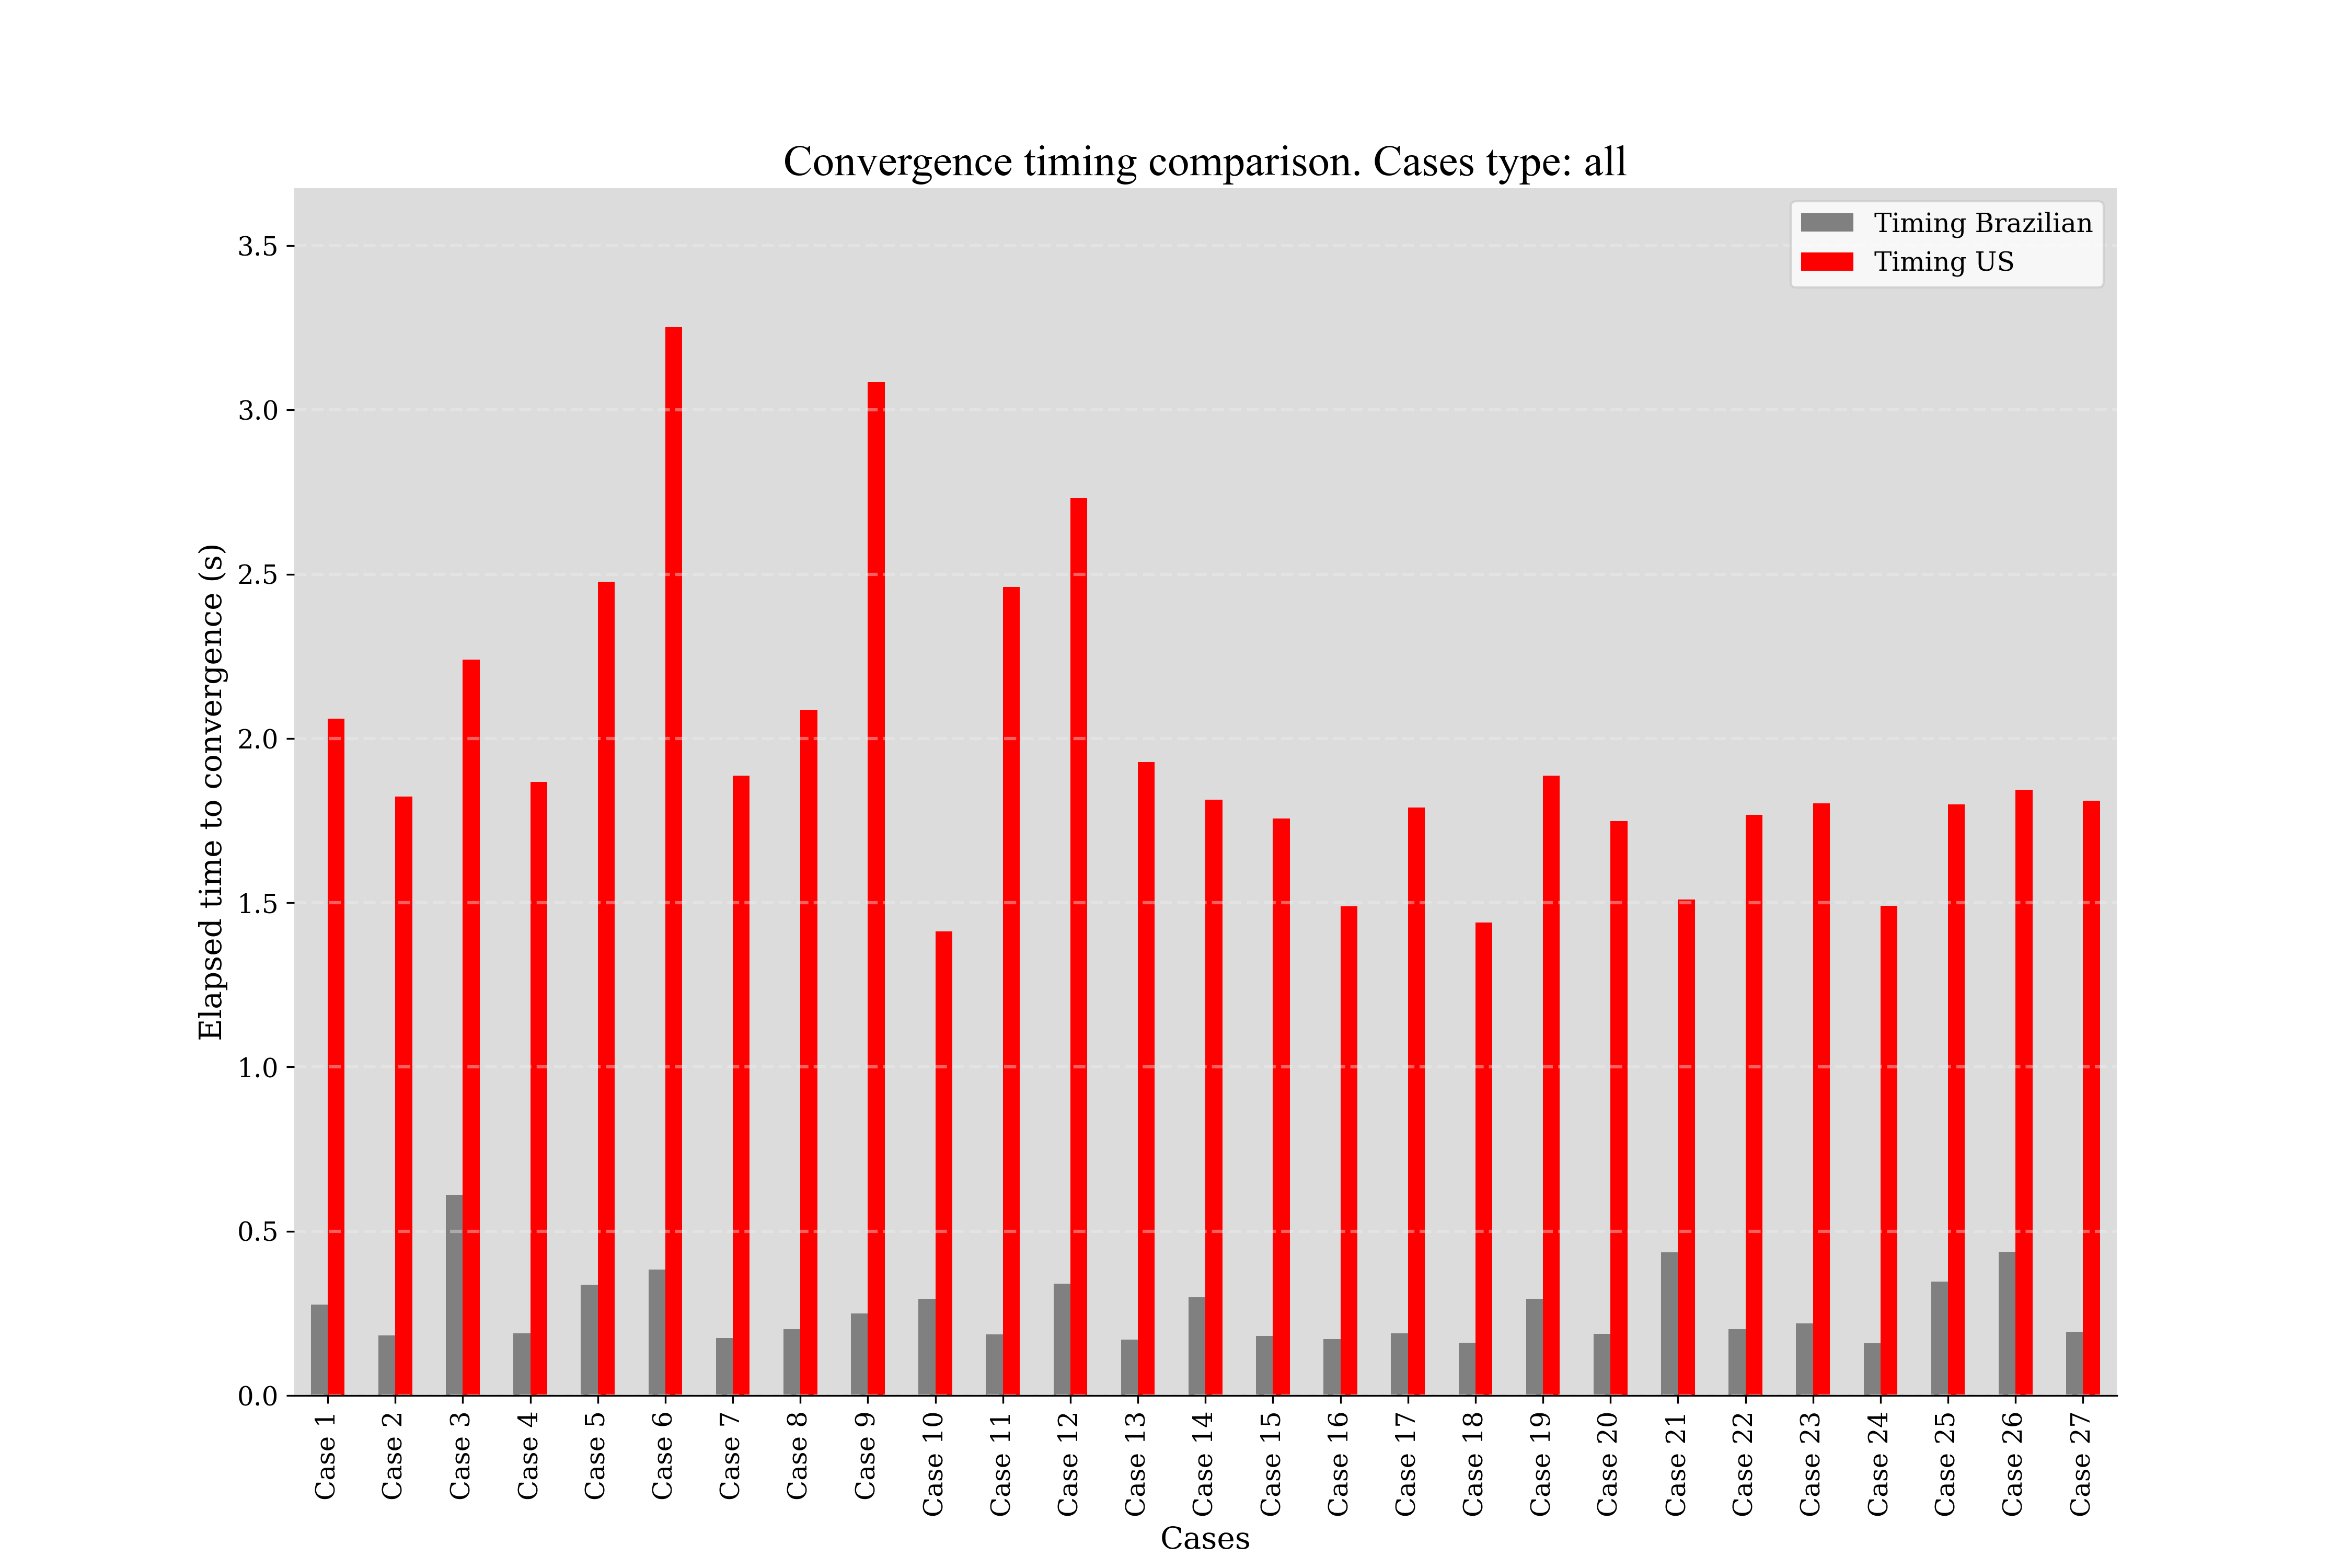 Convergence timing comparison. Cases type: all
Timing Brazilian
Timing US
Elapsed time to convergence (s)
3.5
3.0
2.5
2.0
1.5
1.0
0.5
0.0
Case 1
Case 2
Case 3
Case 4
Case 5
Case 6
Case 7
Case 8
Case 9
Case 10
Case 11
Case 12
Case 13
Case 14
Case 15
Case 16
Case 17
Case 18
Case 19
Case 20
Case 21
Case 22
Case 23
Case 24
Case 25
Case 26
Case 27
Cases